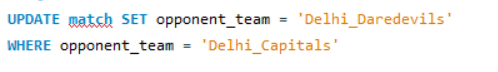 UPDATE match SET opponent_team = 'Delhi_Daredevils'
WHERE opponent_team = 'Delhi_Capitals'